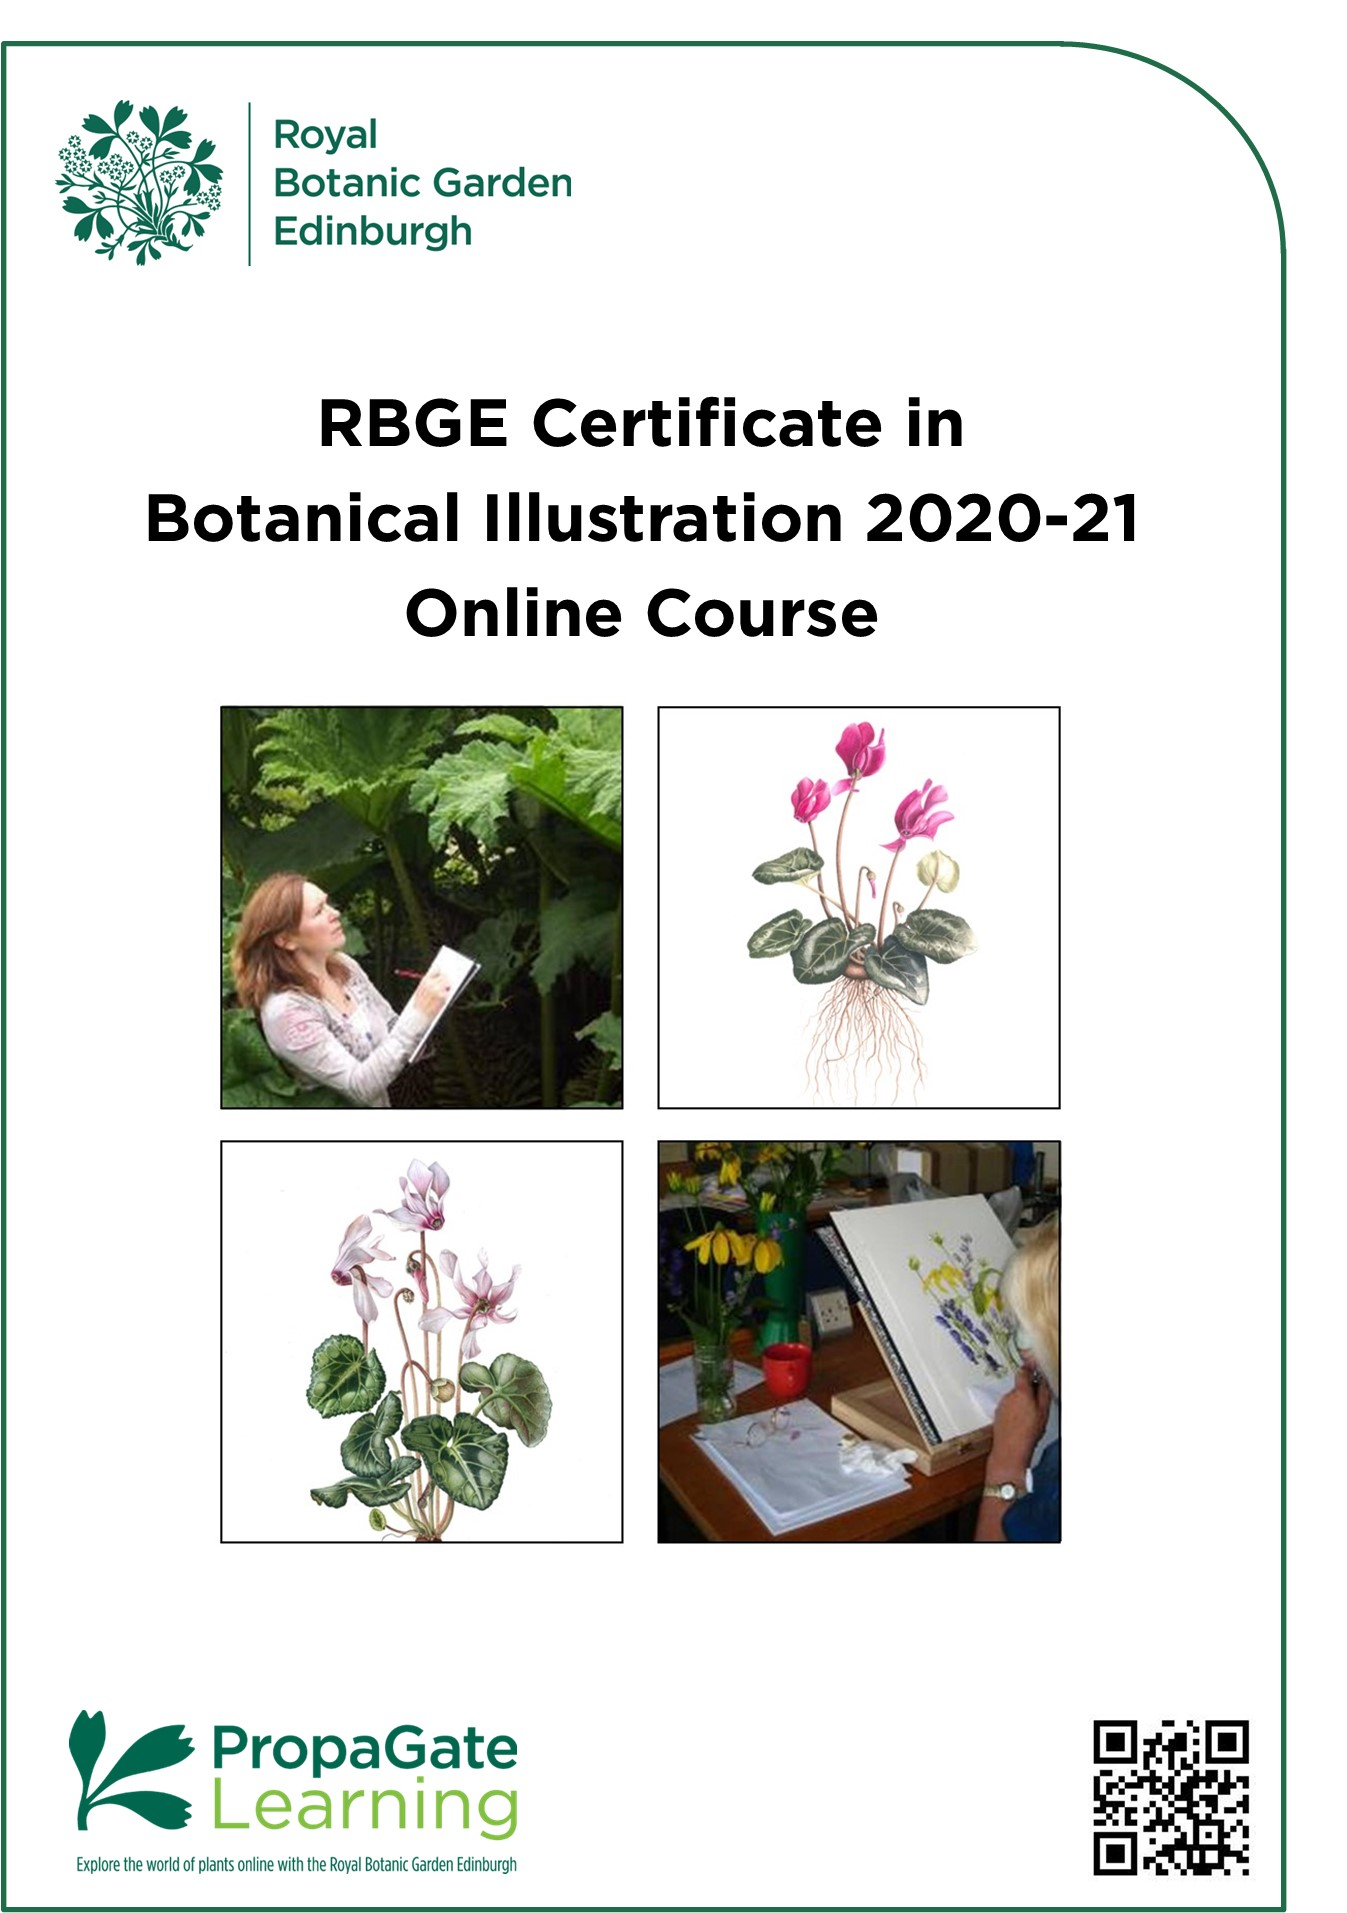 Royal
Botanic Garden
Edinburgh
RBGE Certificate in
Botanical Illustration 2020-21
Online Course
PropaGate
Learning
Explore the world of plants online with the Royal Botanic Garden Edinburgh